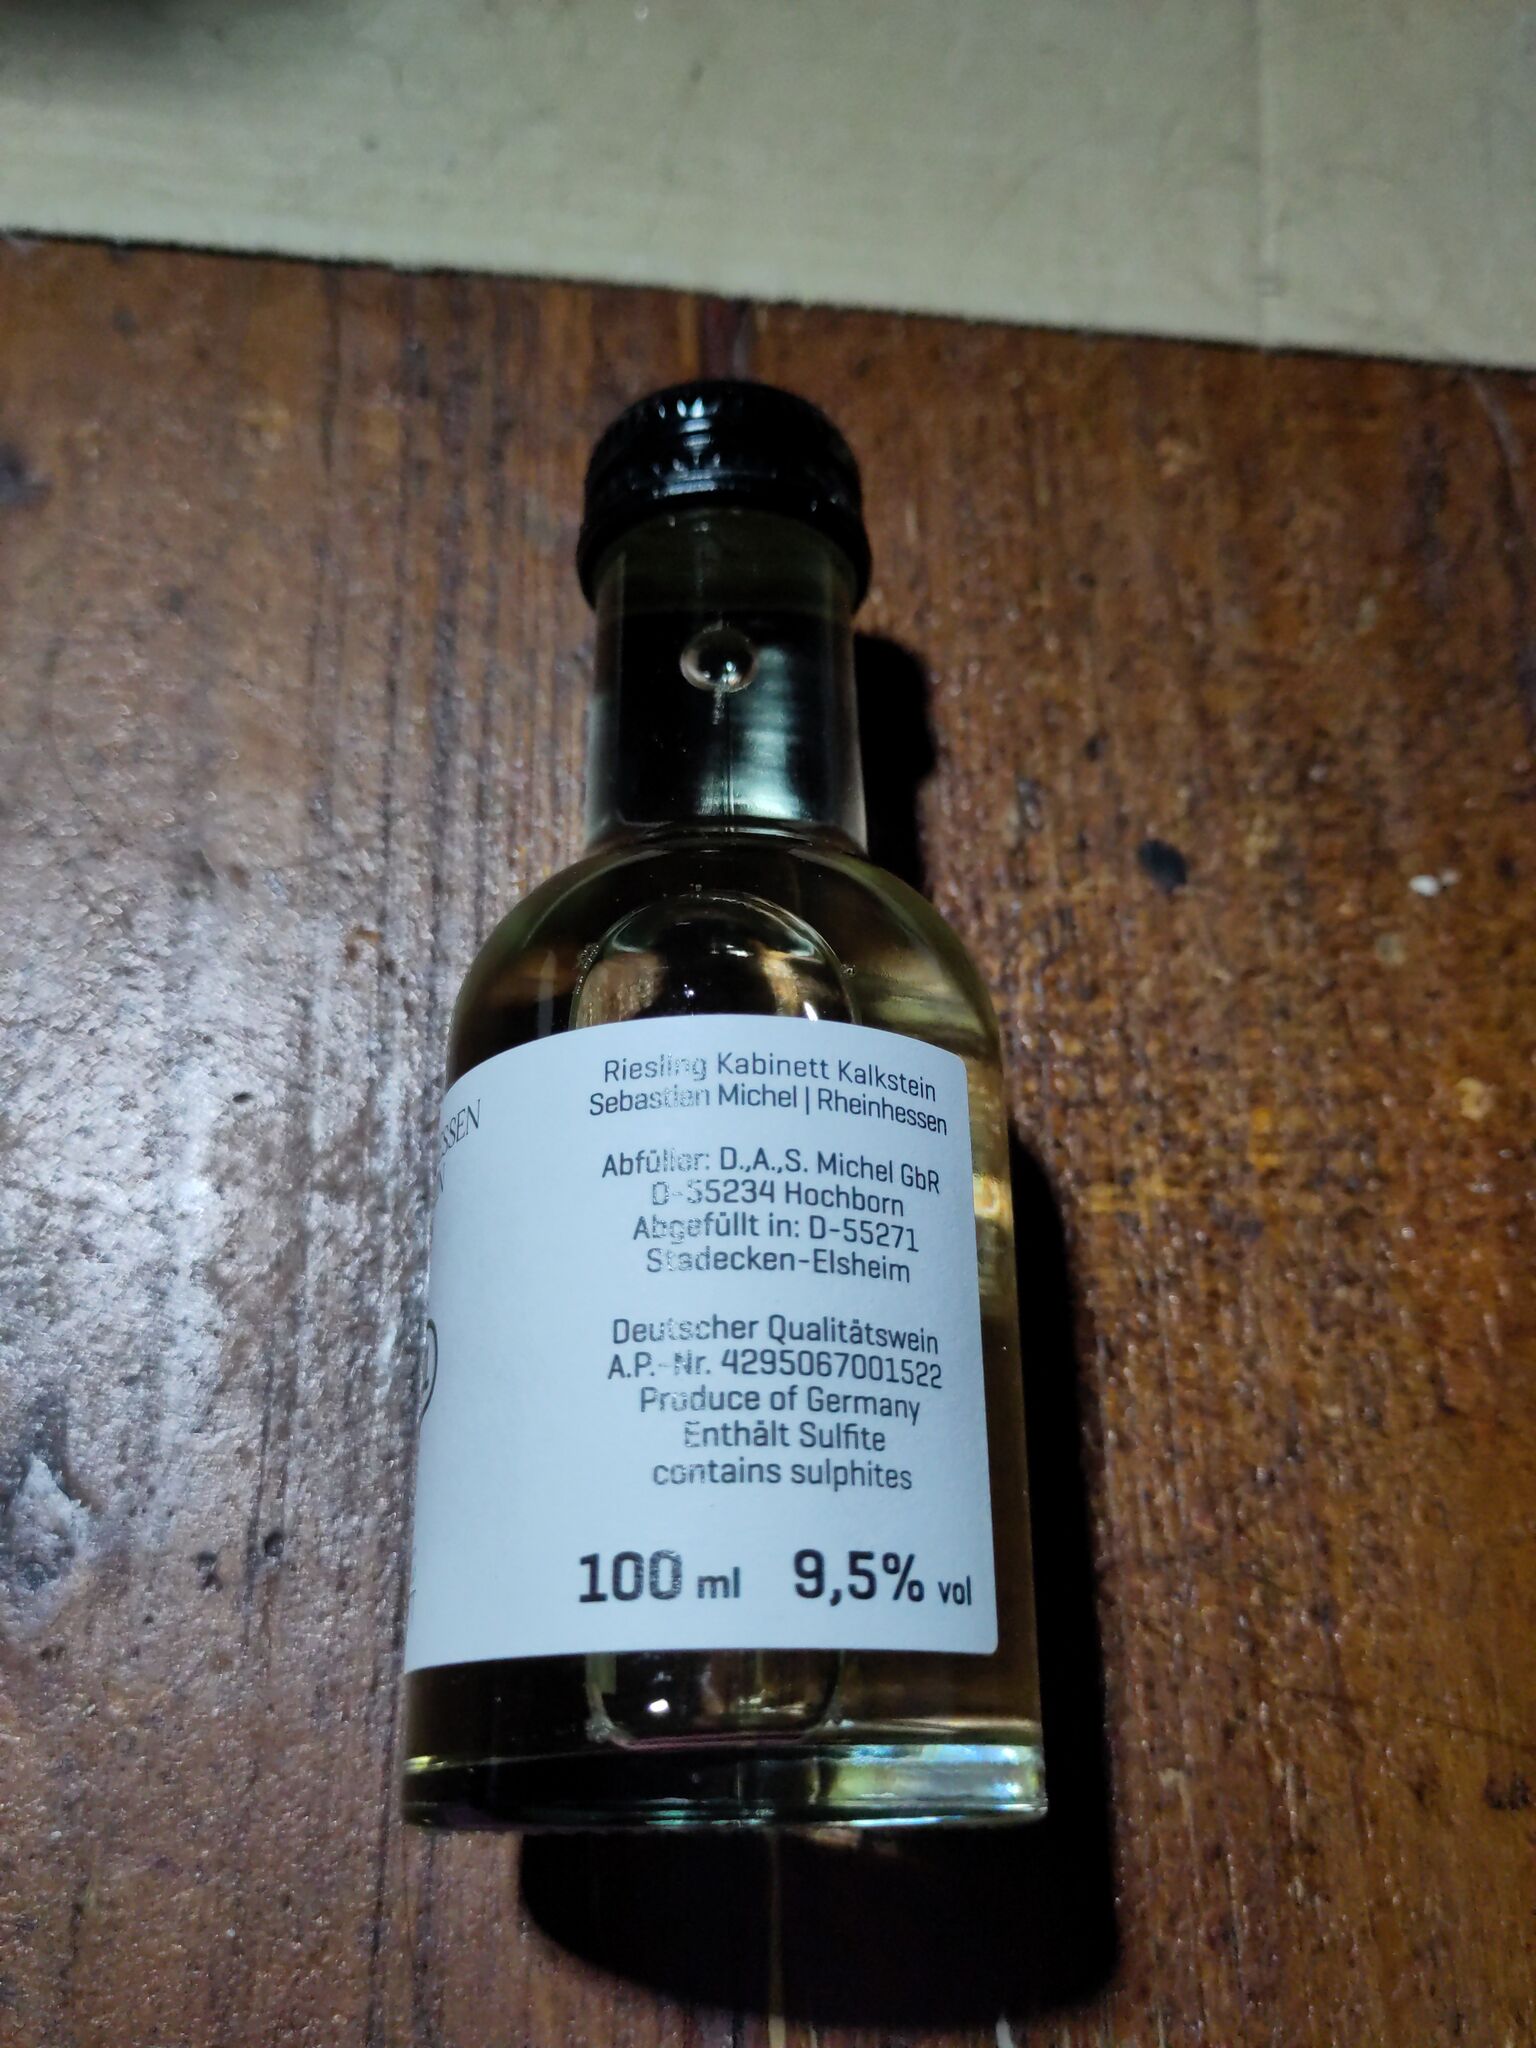 Riesling Kabinett Kalkstein
Sebastian Michel | Rheinhessen
Abfüller: D.,A.,S. Michel GbR
D-55234 Hochborn
Abgefüllt in: D-55271
Stadecken-Elsheim
Deutscher Qualitätswein
A.P.-Nr. 4295067001522
Produce of Germany
Enthält Sulfite
contains sulphites
100 ml 9,5% vol